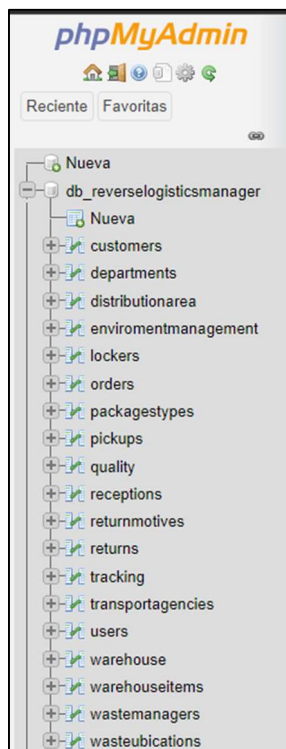 phpMyAdmin
Reciente Favoritas
Nueva
db_reverselogisticsmanager
Nueva
customers
departments
distributionarea
enviromentmanagement
lockers
orders
packagestypes
pickups
quality
receptions
returnmotives
returns
tracking
transportagencies
users
warehouse
warehouseitems
wastemanagers
wasteubications